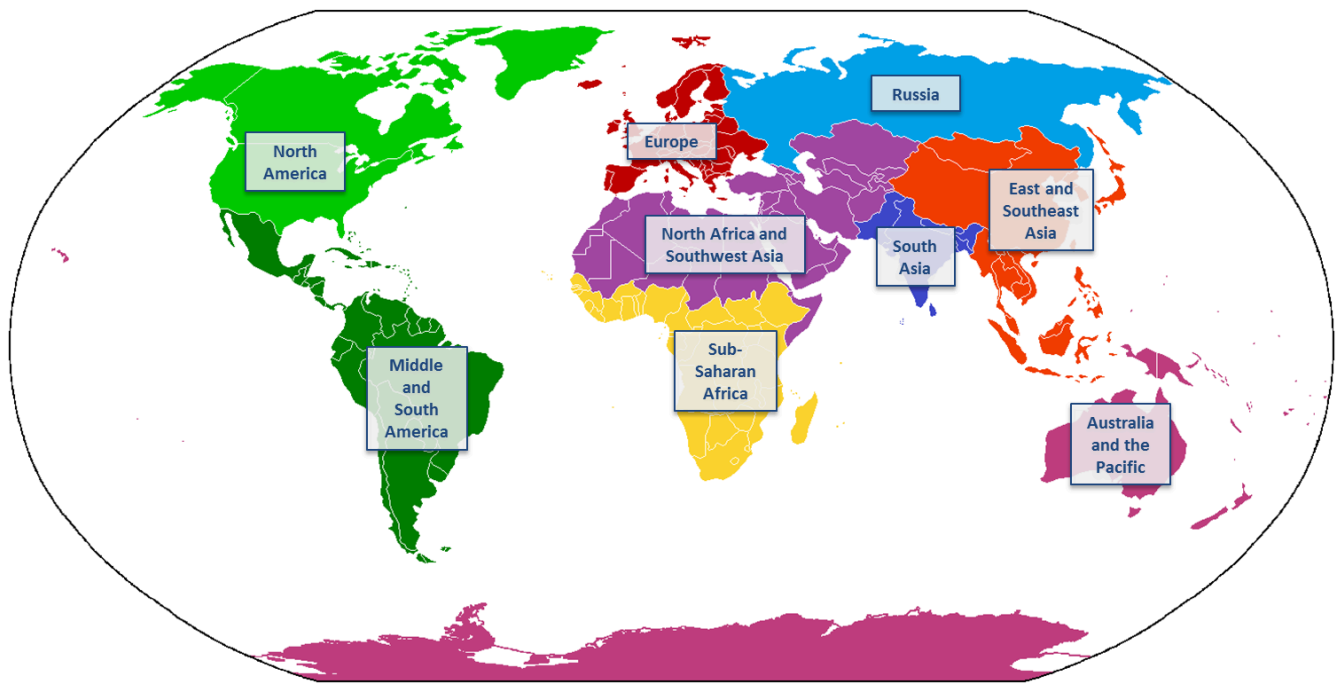 Russia
Europe
North
America
East and
Southeast
Asia
North Africa and
Southwest Asia
South
Asia
Sub-
Saharan
Africa
Middle
and
South
America
Australia
and the
Pacific